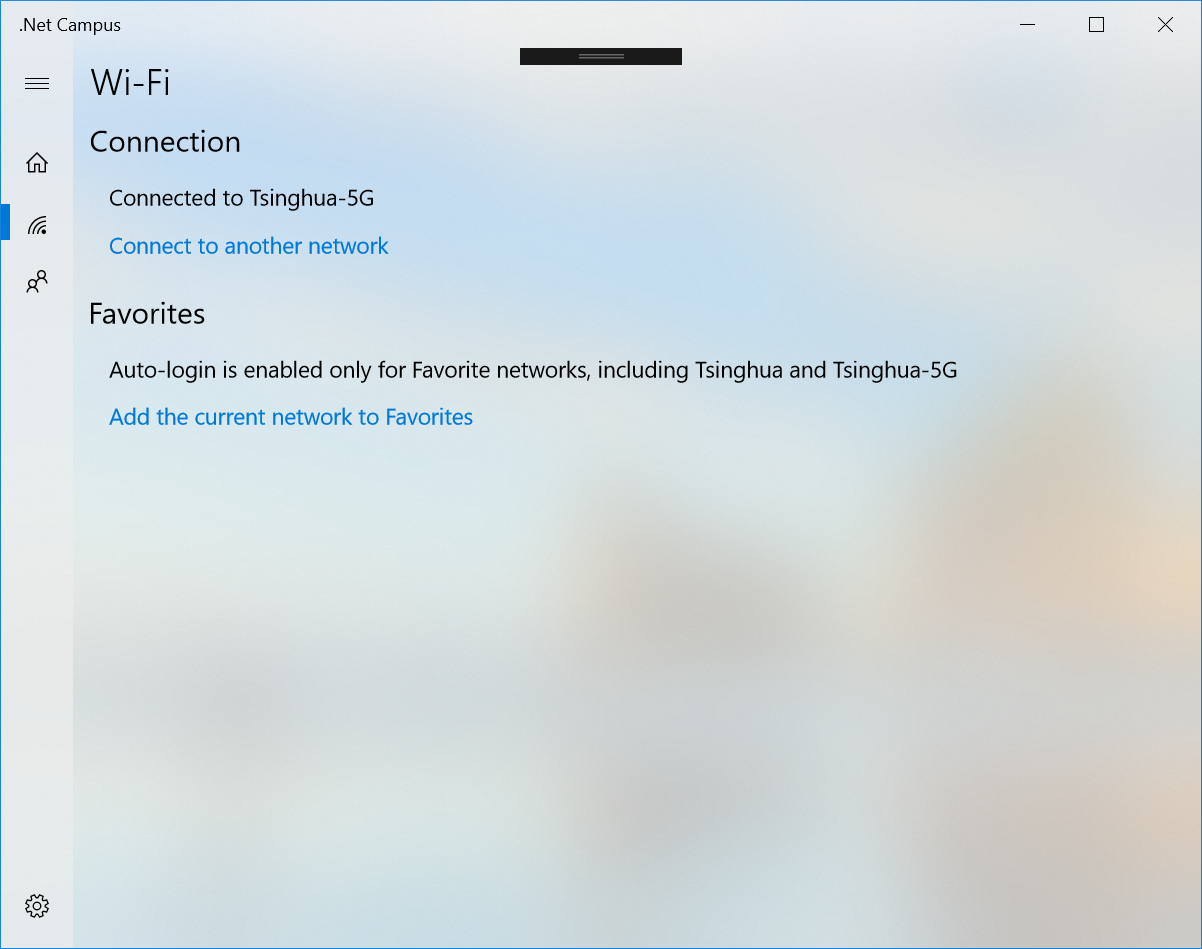 .Net Campus
Wi-Fi
Connection
Connected to Tsinghua-5G
Connect to another network
Favorites
Auto-login is enabled only for Favorite networks, including Tsinghua and Tsinghua-5G
Add the current network to Favorites